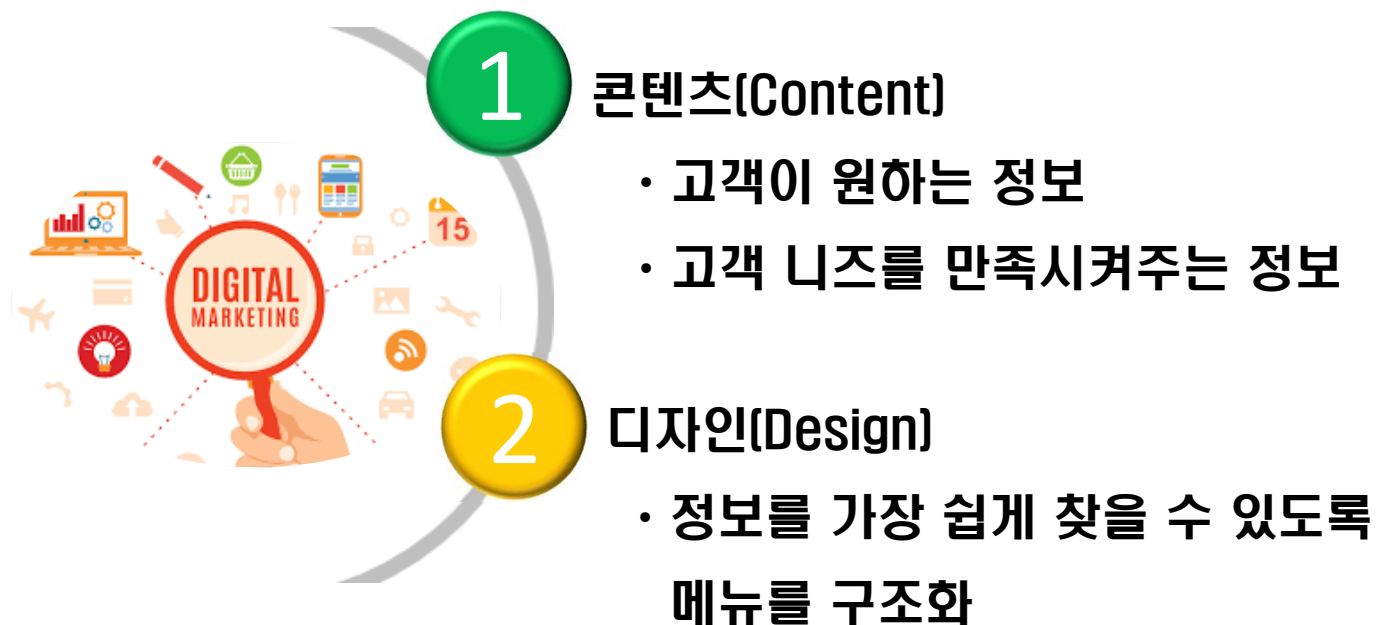 1
콘텐츠(Content)
· 고객이 원하는 정보
· 고객 니즈를 만족시켜주는 정보
15
DIGITAL
MARKETING
2
디자인(Design)
· 정보를 가장 쉽게 찾을 수 있도록
메뉴를 구조화